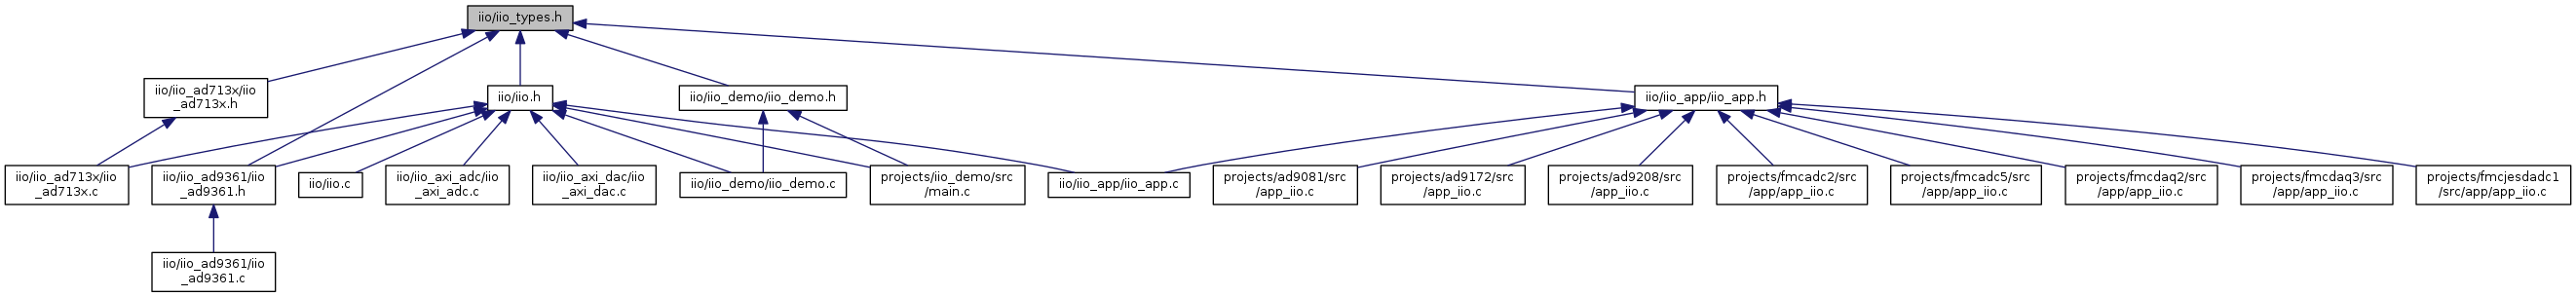 iio/iio_types.h
iio/iio_ad713x/iio
_ad713x.h
iio/iio.h
iio/iio_demo/iio_demo.h
iio/iio_app/iio_app.h
iio/iio_ad713x/iio
_ad713x.c
iio/iio_ad9361/iio
_ad9361.h
iio/iio.c
iio/iio_axi_adc/iio
_axi_adc.c
iio/iio_axi_dac/iio
_axi_dac.c
iio/iio_demo/iio_demo.c
projects/iio_demo/src
/main.c
iio/iio_app/iio_app.c
projects/ad9081/src
/app_iio.c
projects/ad9172/src
/app_iio.c
projects/ad9208/src
/app_iio.c
projects/fmcadc2/src
/app/app_iio.c
projects/fmcadc5/src
/app/app_iio.c
projects/fmcdaq2/src
/app/app_iio.c
projects/fmcdaq3/src
/app/app_iio.c
projects/fmcjesdadc1
/src/app/app_iio.c
iio/iio_ad9361/iio
_ad9361.c